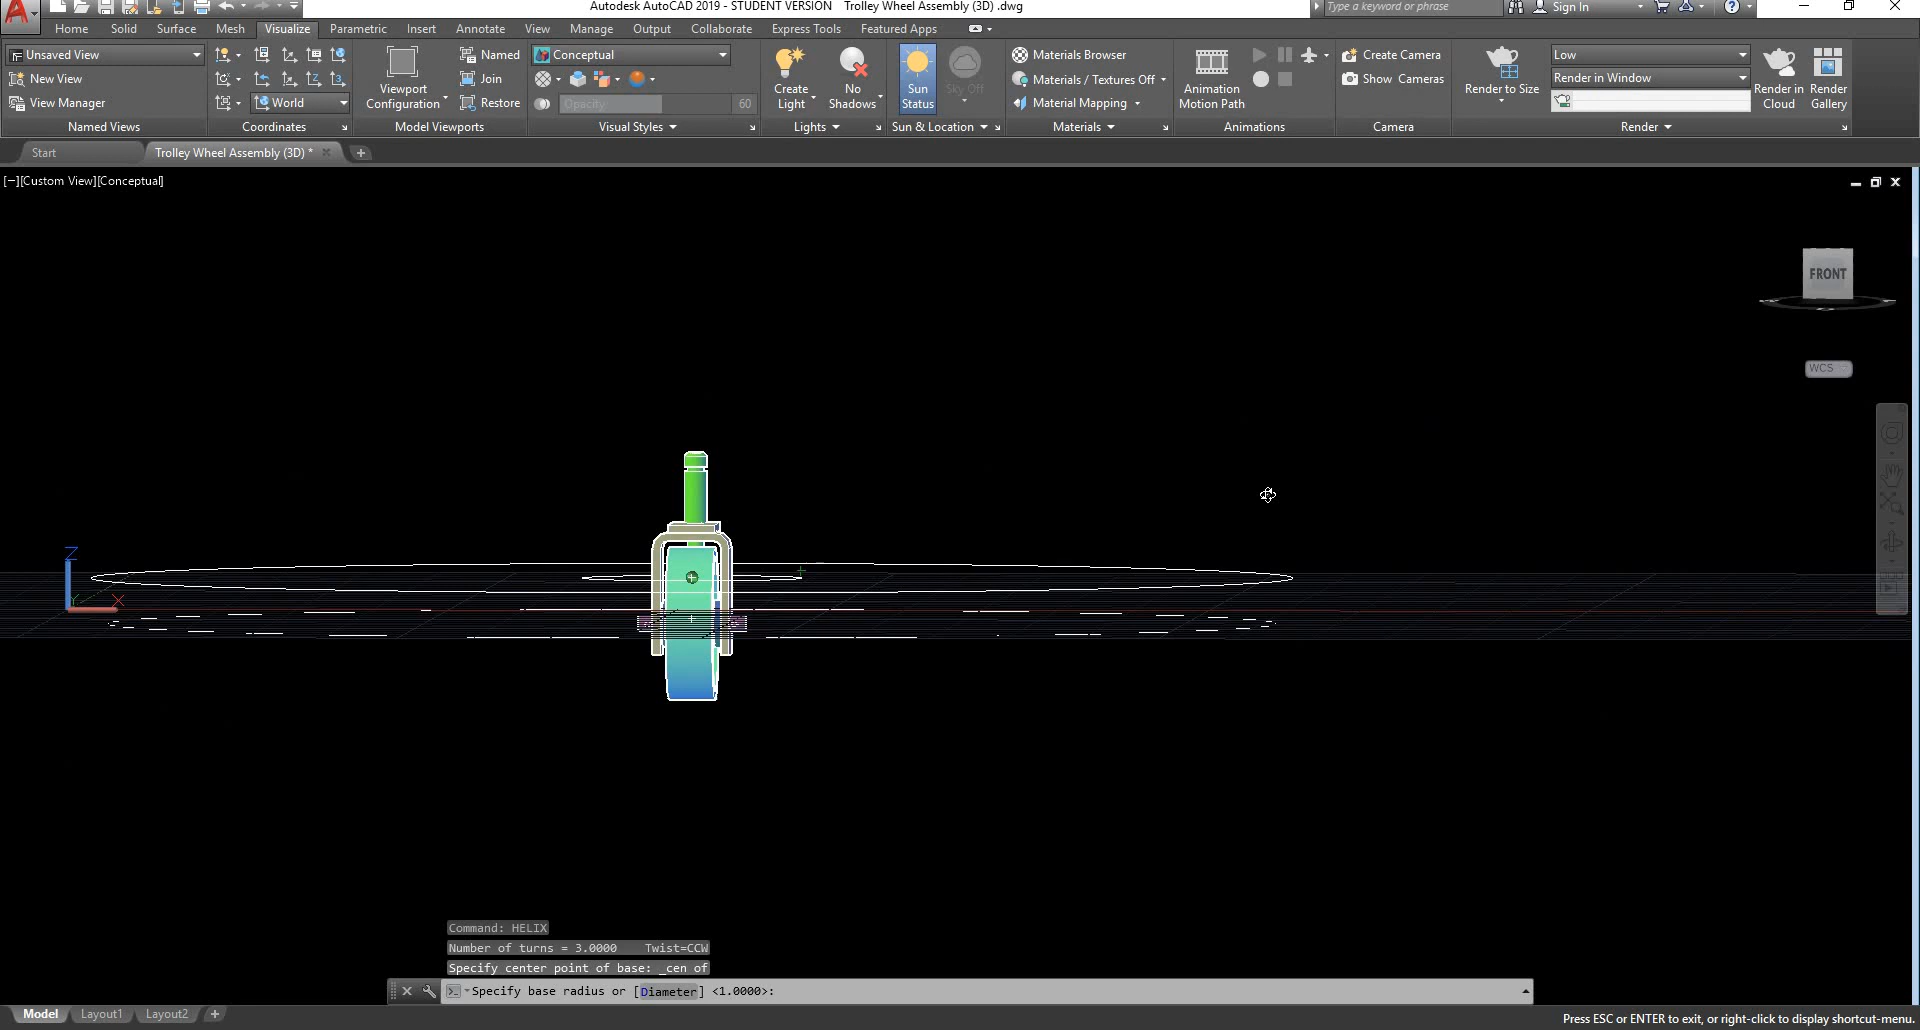 Autodesk AutoCAD 2019 - STUDENT VERSION    Trolley Wheel Assembly (3D) .dwg
Type a keyword or phrase
Sign In
Home Solid Surface Mesh Visualize Parametric Insert Annotate View Manage Output Collaborate Express Tools Featured Apps
Unsaved View
New View
View Manager
Named Views
World
Coordinates
Viewport
Configuration
Named
Join
Restore
Model Viewports
Conceptual
Opacity 60
Visual Styles
Create
Light
No
Shadows
Lights
Sun
Status
Sky Off
Sun & Location
Materials Browser
Materials / Textures Off
Material Mapping
Materials
Animation
Motion Path
Animations
Create Camera
Show Cameras
Camera
Render to Size
Low
Render in Window
Render in
Cloud
Render
Gallery
Render
Start
Trolley Wheel Assembly (3D) *
[−][Custom View][Conceptual]
FRONT
WCS
Z
Y
X
Command: HELIX
Number of turns = 3.0000    Twist=CCW
Specify center point of base: _cen of
Specify base radius or [Diameter] <1.0000>:
Model Layout1 Layout2
Press ESC or ENTER to exit, or right-click to display shortcut-menu.